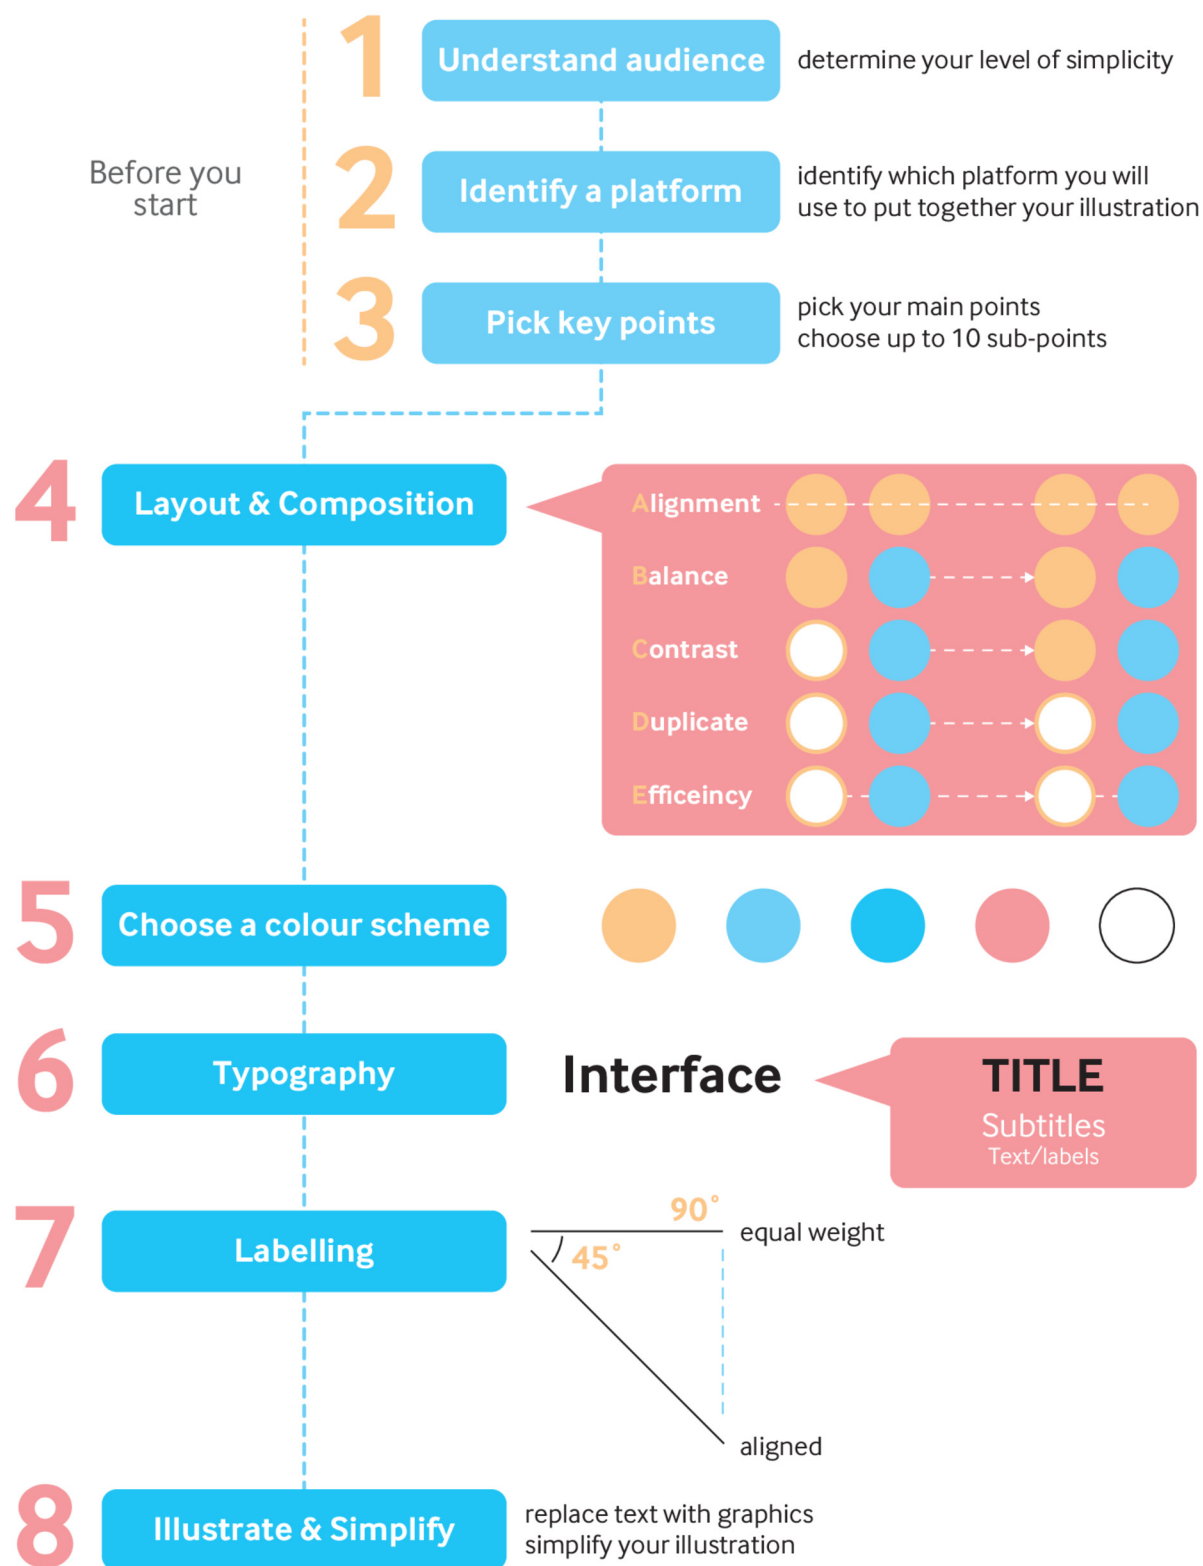 1
Understand audience
determine your level of simplicity
Before you
start
2
Identify a platform
identify which platform you will
use to put together your illustration
3
Pick key points
pick your main points
choose up to 10 sub-points
4
Layout & Composition
Alignment
Balance
Contrast
Duplicate
Efficeincy
5
Choose a colour scheme
6
Typography
Interface
TITLE
Subtitles
Text/labels
7
Labelling
90°
equal weight
45°
aligned
8
Illustrate & Simplify
replace text with graphics
simplify your illustration